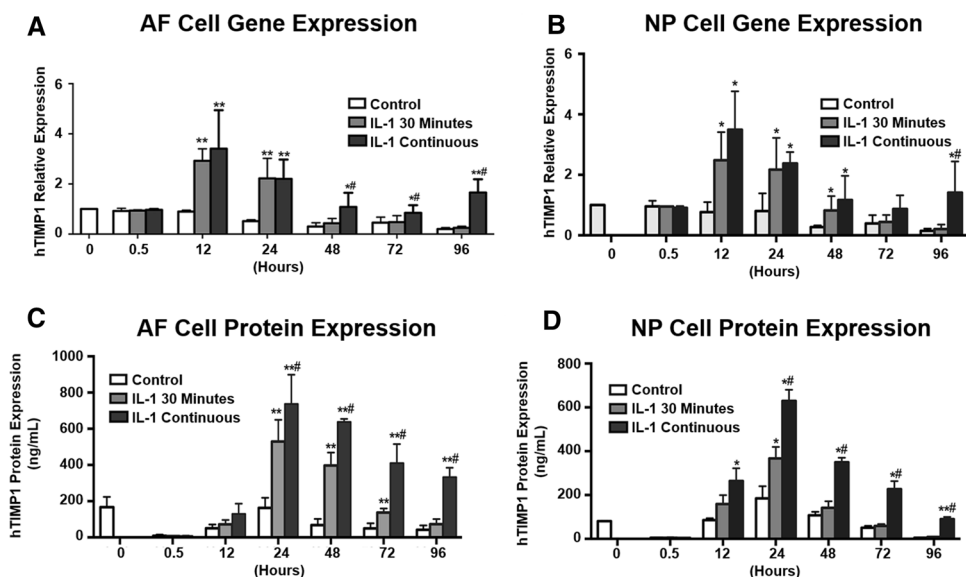 A
AF Cell Gene Expression
hTIMP1 Relative Expression
6
4
2
0
Control
IL-1 30 Minutes
IL-1 Continuous
** ** ** ** *# *# **#
0 0.5 12 24 48 72 96
(Hours)
B
NP Cell Gene Expression
hTIMP1 Relative Expression
6
4
2
0
Control
IL-1 30 Minutes
IL-1 Continuous
* * * * * * *#
0 0.5 12 24 48 72 96
(Hours)
C
AF Cell Protein Expression
hTIMP1 Protein Expression
(ng/mL)
1000
800
600
400
200
0
Control
IL-1 30 Minutes
IL-1 Continuous
** **# ** **# ** **# **#
0 0.5 12 24 48 72 96
(Hours)
D
NP Cell Protein Expression
hTIMP1 Protein Expression
(ng/mL)
800
600
400
200
0
Control
IL-1 30 Minutes
IL-1 Continuous
* * *# *# *# **#
0 0.5 12 24 48 72 96
(Hours)